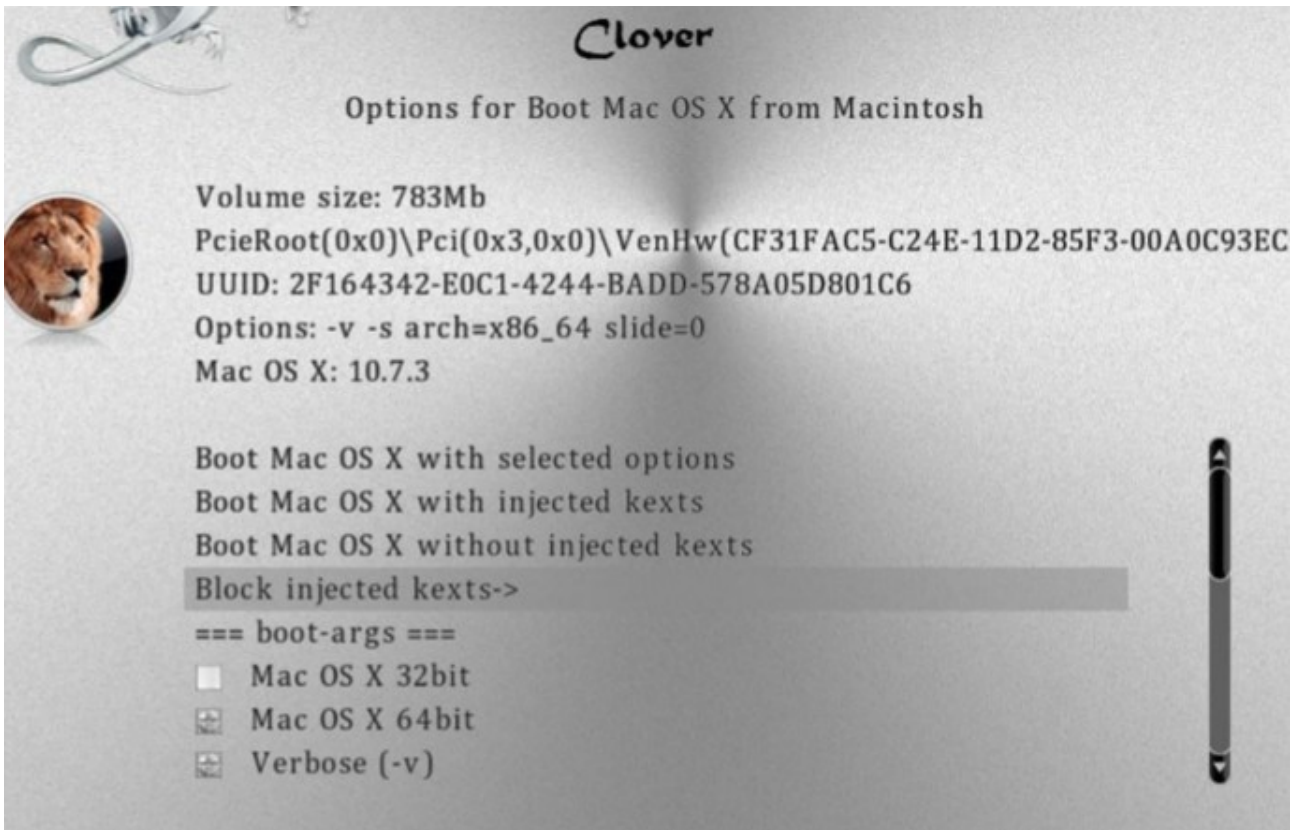 Clover
Options for Boot Mac OS X from Macintosh
Volume size: 783Mb
PcieRoot(0x0)\Pci(0x3,0x0)\VenHw(CF31FAC5-C24E-11D2-85F3-00A0C93EC
UUID: 2F164342-E0C1-4244-BADD-578A05D801C6
Options: -v -s arch=x86_64 slide=0
Mac OS X: 10.7.3
Boot Mac OS X with selected options
Boot Mac OS X with injected kexts
Boot Mac OS X without injected kexts
Block injected kexts->
=== boot-args ===
Mac OS X 32bit
Mac OS X 64bit
Verbose (-v)